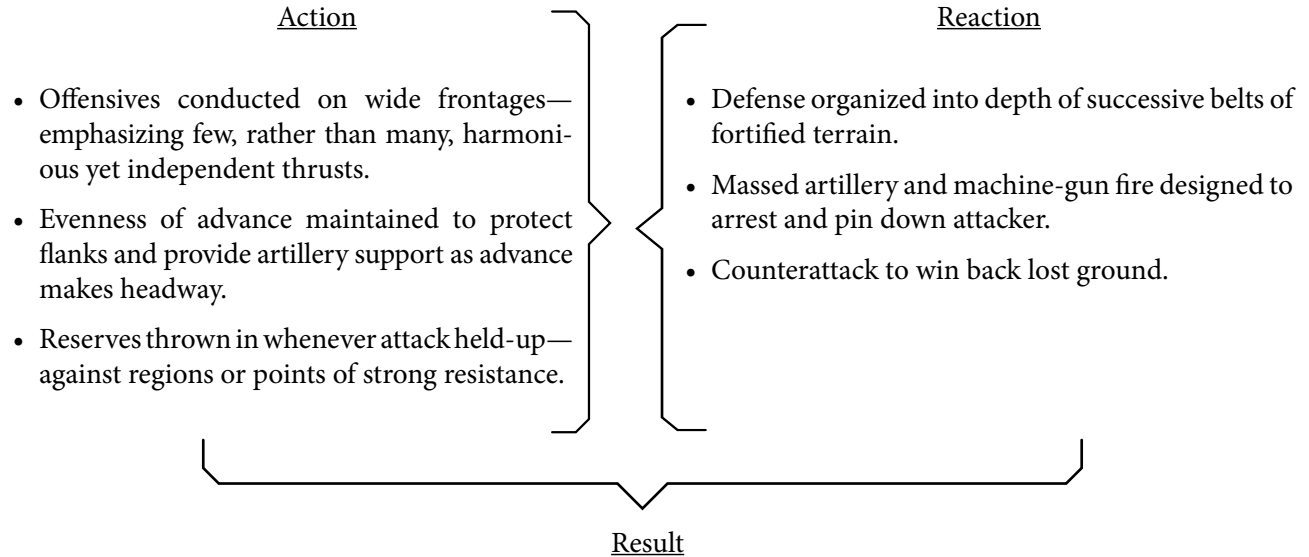 Action
• Offensives conducted on wide frontages—
emphasizing few, rather than many, harmoni-
ous yet independent thrusts.
• Evenness of advance maintained to protect
flanks and provide artillery support as advance
makes headway.
• Reserves thrown in whenever attack held-up—
against regions or points of strong resistance.
Reaction
• Defense organized into depth of successive belts of
fortified terrain.
• Massed artillery and machine-gun fire designed to
arrest and pin down attacker.
• Counterattack to win back lost ground.
Result